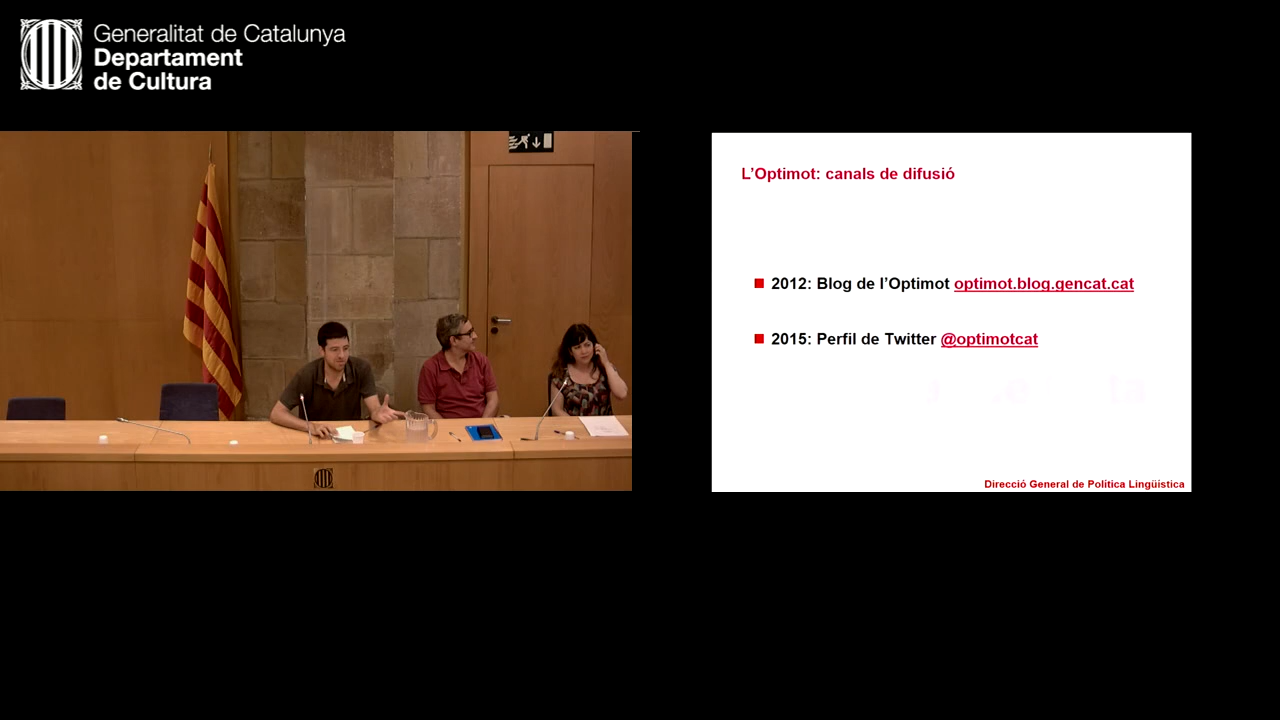 Generalitat de Catalunya
Departament
de Cultura
L'Optimot: canals de difusió
2012: Blog de l'Optimot optimot.blog.gencat.cat
2015: Perfil de Twitter @optimotcat
Direcció General de Política Lingüística